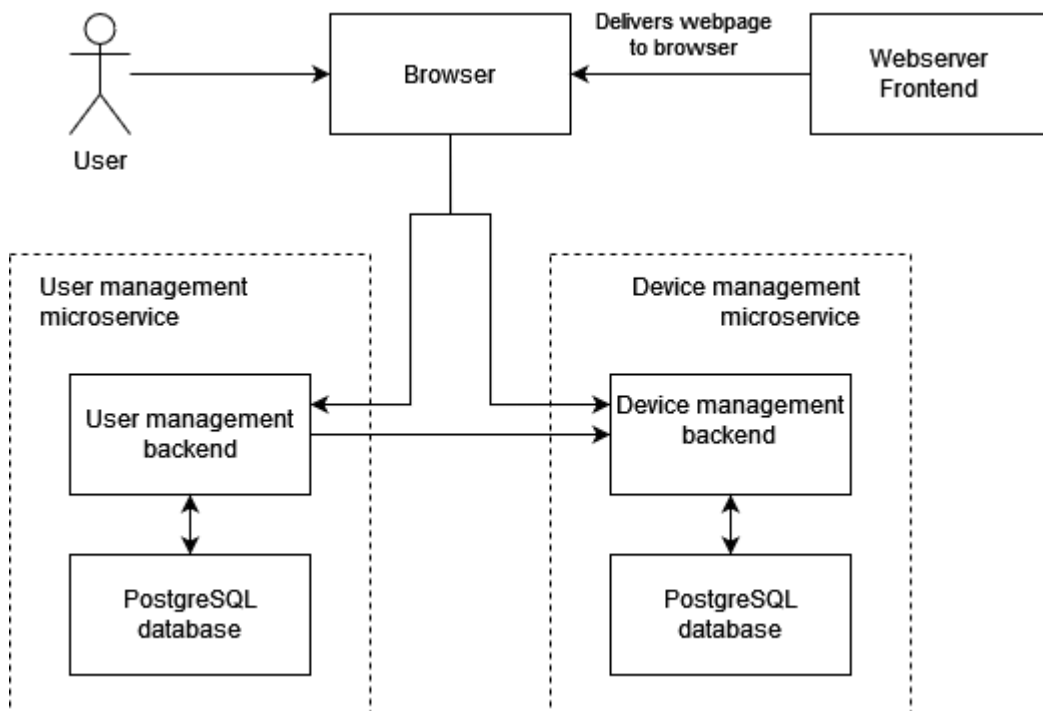 Delivers webpage
to browser
Browser
Webserver
Frontend
User
User management
microservice
Device management
microservice
User management
backend
Device management
backend
PostgreSQL
database
PostgreSQL
database